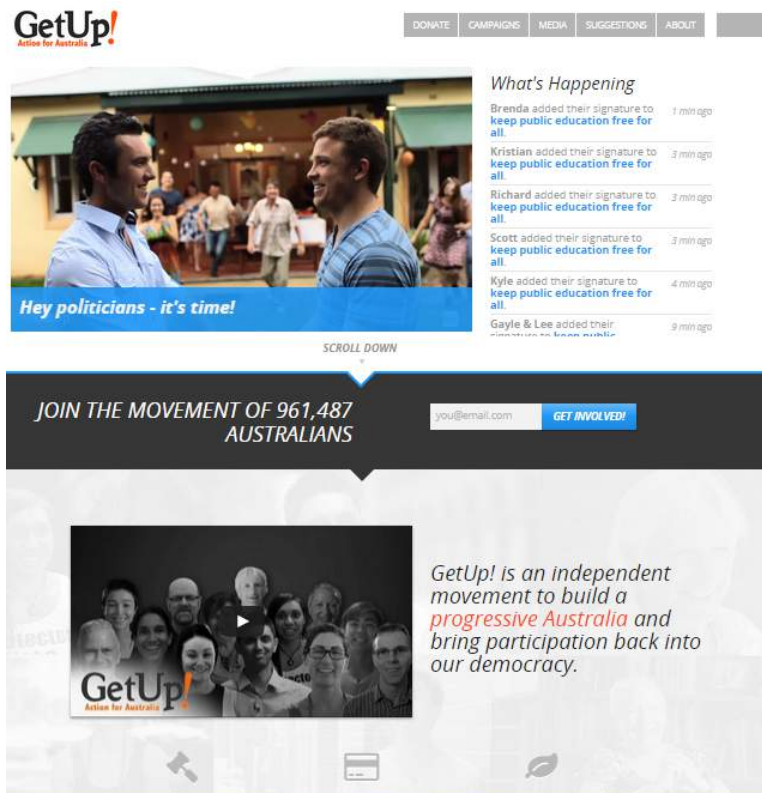 GetUp!
Action for Australia
DONATE
CAMPAIGNS
MEDIA
SUGGESTIONS
ABOUT
Hey politicians - it's time!
What's Happening
Brenda added their signature to
keep public education free for
all.
1 min ago
Kristian added their signature to
keep public education free for
all.
3 min ago
Richard added their signature to
keep public education free for
all.
3 min ago
Scott added their signature to
keep public education free for
all.
3 min ago
Kyle added their signature to
keep public education free for
all.
4 min ago
Gayle & Lee added their
signature to keep public
9 min ago
SCROLL DOWN
JOIN THE MOVEMENT OF 961,487
AUSTRALIANS
you@email.com
GET INVOLVED!
GetUp!
Action for Australia
GetUp! is an independent
movement to build a
progressive Australia and
bring participation back into
our democracy.